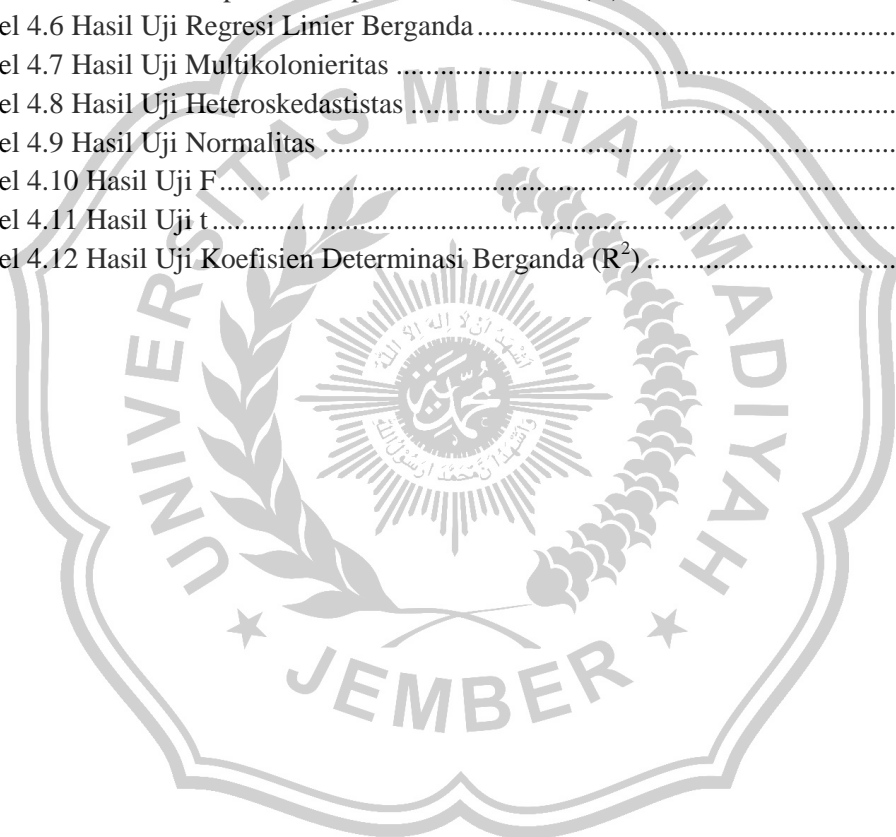 el 4.6 Hasil Uji Regresi Linier Berganda
el 4.7 Hasil Uji Multikolonieritas
el 4.8 Hasil Uji Heteroskedastistas
el 4.9 Hasil Uji Normalitas
el 4.10 Hasil Uji F
el 4.11 Hasil Uji t
el 4.12 Hasil Uji Koefisien Determinasi Berganda (R²)
UNIVERSITAS MUHAMMADIYAH
JEMBER